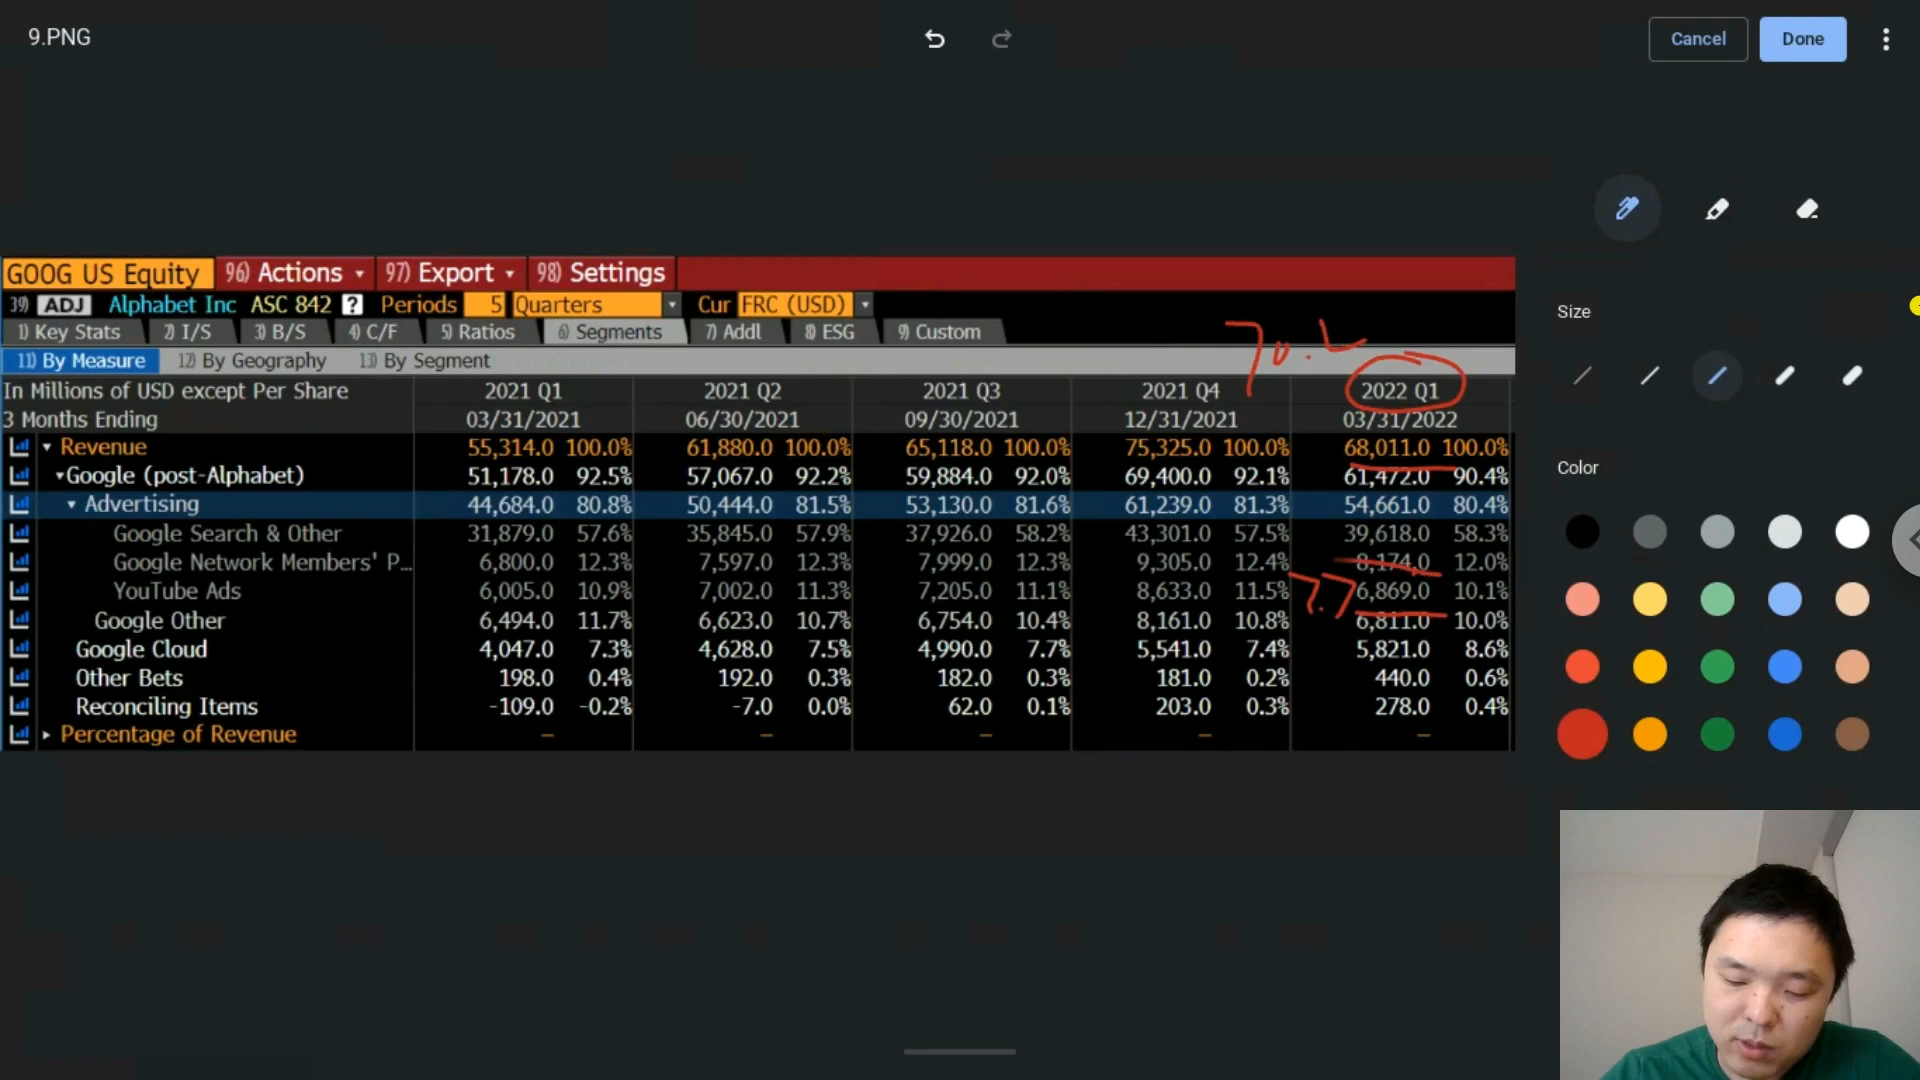 9.PNG
Cancel Done
GOOG US Equity 96) Actions 97) Export 98) Settings
39) ADJ Alphabet Inc ASC 842 ? Periods 5 Quarters Cur FRC (USD)
1) Key Stats 2) I/S 3) B/S 4) C/F 5) Ratios 6) Segments 7) Addl 8) ESG 9) Custom
11) By Measure 12) By Geography 13) By Segment
In Millions of USD except Per Share 2021 Q1 2021 Q2 2021 Q3 2021 Q4 2022 Q1
3 Months Ending 03/31/2021 06/30/2021 09/30/2021 12/31/2021 03/31/2022
Revenue 55,314.0 100.0% 61,880.0 100.0% 65,118.0 100.0% 75,325.0 100.0% 68,011.0 100.0%
Google (post-Alphabet) 51,178.0 92.5% 57,067.0 92.2% 59,884.0 92.0% 69,400.0 92.1% 61,472.0 90.4%
Advertising 44,684.0 80.8% 50,444.0 81.5% 53,130.0 81.6% 61,239.0 81.3% 54,661.0 80.4%
Google Search & Other 31,879.0 57.6% 35,845.0 57.9% 37,926.0 58.2% 43,301.0 57.5% 39,618.0 58.3%
Google Network Members' P... 6,800.0 12.3% 7,597.0 12.3% 7,999.0 12.3% 9,305.0 12.4% 8,174.0 12.0%
YouTube Ads 6,005.0 10.9% 7,002.0 11.3% 7,205.0 11.1% 8,633.0 11.5% 7.7 6,869.0 10.1%
Google Other 6,494.0 11.7% 6,623.0 10.7% 6,754.0 10.4% 8,161.0 10.8% 6,811.0 10.0%
Google Cloud 4,047.0 7.3% 4,628.0 7.5% 4,990.0 7.7% 5,541.0 7.4% 5,821.0 8.6%
Other Bets 198.0 0.4% 192.0 0.3% 182.0 0.3% 181.0 0.2% 440.0 0.6%
Reconciling Items -109.0 -0.2% -7.0 0.0% 62.0 0.1% 203.0 0.3% 278.0 0.4%
Percentage of Revenue – – – – –
Size
Color